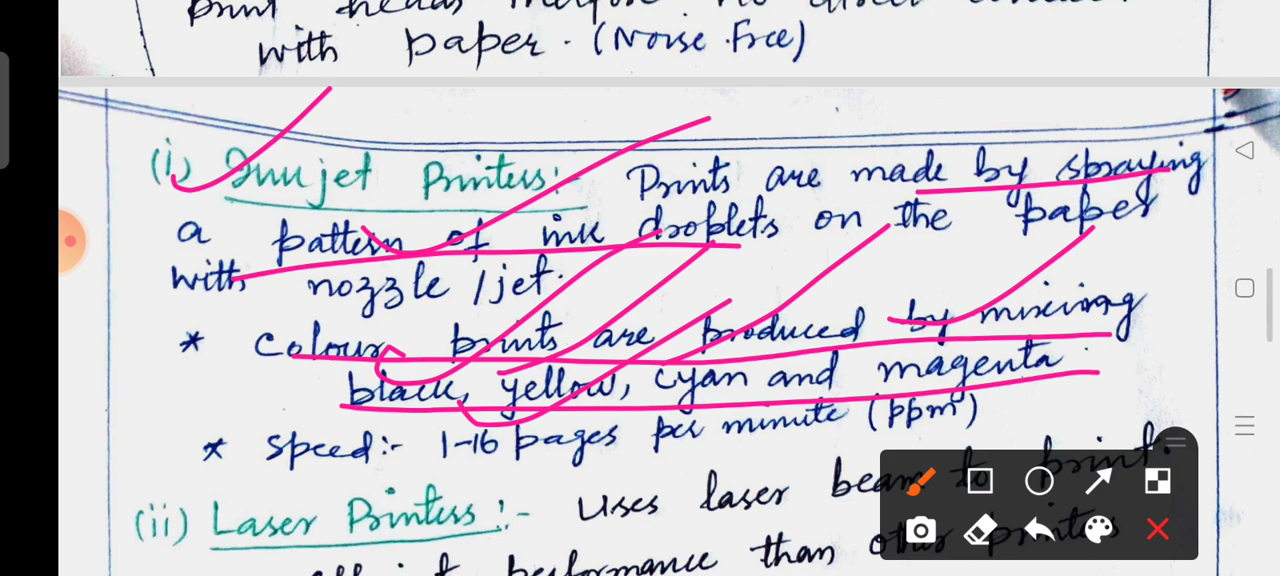 print heads
with paper. (Noise Free)
(i) Inkjet Printers:- Prints are made by spraying
a pattern of ink droplets on the paper
with nozzle / jet.
* Colour prints are produced by mixing
black, yellow, cyan and magenta
* Speed:- 1-16 pages per minute (ppm)
(ii) Laser Printers:- Uses laser beam to print.
performance than other printers